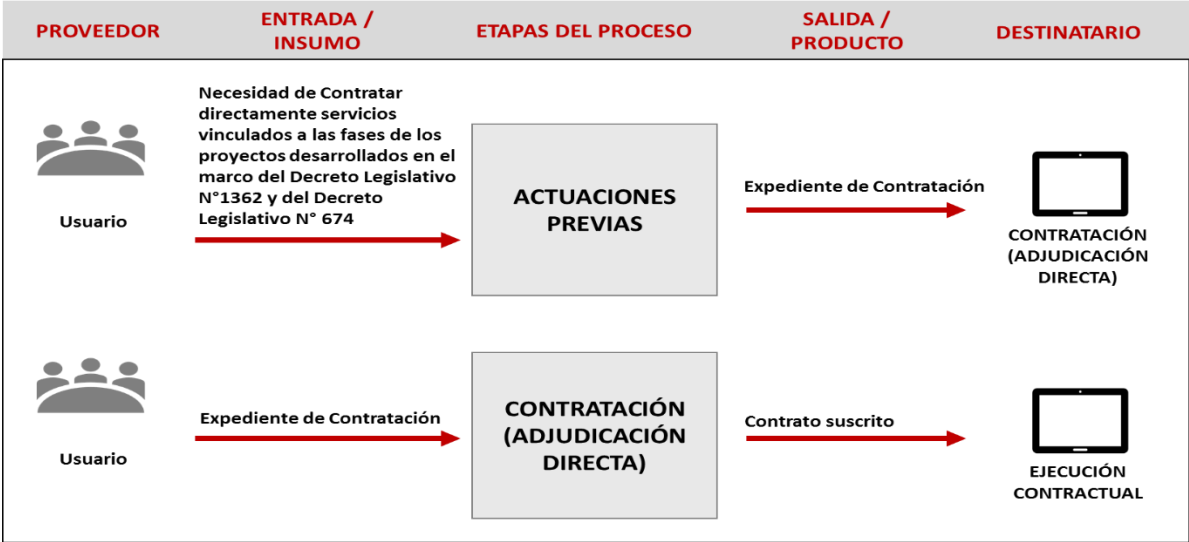 PROVEEDOR
ENTRADA /
INSUMO
ETAPAS DEL PROCESO
SALIDA /
PRODUCTO
DESTINATARIO
Necesidad de Contratar
directamente servicios
vinculados a las fases de los
proyectos desarrollados en el
marco del Decreto Legislativo
N°1362 y del Decreto
Legislativo N° 674
Usuario
ACTUACIONES
PREVIAS
Expediente de Contratación
CONTRATACIÓN
(ADJUDICACIÓN
DIRECTA)
Usuario
Expediente de Contratación
CONTRATACIÓN
(ADJUDICACIÓN
DIRECTA)
Contrato suscrito
EJECUCIÓN
CONTRACTUAL